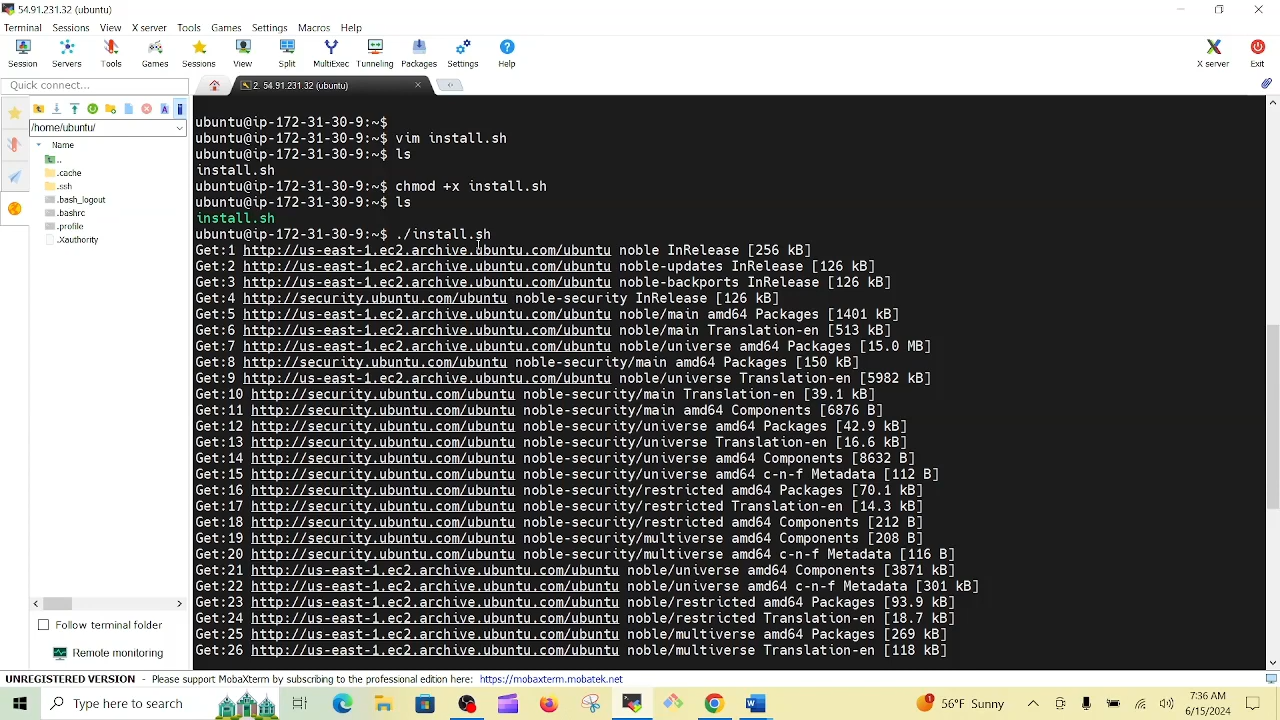 54.91.231.32 (ubuntu)
Terminal Sessions View X server Tools Games Settings Macros Help
Session Servers Tools Games Sessions View Split MultiExec Tunneling Packages Settings Help X server Exit
Quick connect...
2. 54.91.231.32 (ubuntu)
/home/ubuntu/
Name
..
.cache
.ssh
.bash_logout
.bashrc
.profile
.Xauthority
Follow terminal folder
Remote monitoring
ubuntu@ip-172-31-30-9:~$
ubuntu@ip-172-31-30-9:~$ vim install.sh
ubuntu@ip-172-31-30-9:~$ ls
install.sh
ubuntu@ip-172-31-30-9:~$ chmod +x install.sh
ubuntu@ip-172-31-30-9:~$ ls
install.sh
ubuntu@ip-172-31-30-9:~$ ./install.sh
Get:1 http://us-east-1.ec2.archive.ubuntu.com/ubuntu noble InRelease [256 kB]
Get:2 http://us-east-1.ec2.archive.ubuntu.com/ubuntu noble-updates InRelease [126 kB]
Get:3 http://us-east-1.ec2.archive.ubuntu.com/ubuntu noble-backports InRelease [126 kB]
Get:4 http://security.ubuntu.com/ubuntu noble-security InRelease [126 kB]
Get:5 http://us-east-1.ec2.archive.ubuntu.com/ubuntu noble/main amd64 Packages [1401 kB]
Get:6 http://us-east-1.ec2.archive.ubuntu.com/ubuntu noble/main Translation-en [513 kB]
Get:7 http://us-east-1.ec2.archive.ubuntu.com/ubuntu noble/universe amd64 Packages [15.0 MB]
Get:8 http://security.ubuntu.com/ubuntu noble-security/main amd64 Packages [150 kB]
Get:9 http://us-east-1.ec2.archive.ubuntu.com/ubuntu noble/universe Translation-en [5982 kB]
Get:10 http://security.ubuntu.com/ubuntu noble-security/main Translation-en [39.1 kB]
Get:11 http://security.ubuntu.com/ubuntu noble-security/main amd64 Components [6876 B]
Get:12 http://security.ubuntu.com/ubuntu noble-security/universe amd64 Packages [42.9 kB]
Get:13 http://security.ubuntu.com/ubuntu noble-security/universe Translation-en [16.6 kB]
Get:14 http://security.ubuntu.com/ubuntu noble-security/universe amd64 Components [8632 B]
Get:15 http://security.ubuntu.com/ubuntu noble-security/universe amd64 c-n-f Metadata [112 B]
Get:16 http://security.ubuntu.com/ubuntu noble-security/restricted amd64 Packages [70.1 kB]
Get:17 http://security.ubuntu.com/ubuntu noble-security/restricted Translation-en [14.3 kB]
Get:18 http://security.ubuntu.com/ubuntu noble-security/restricted amd64 Components [212 B]
Get:19 http://security.ubuntu.com/ubuntu noble-security/multiverse amd64 Components [208 B]
Get:20 http://security.ubuntu.com/ubuntu noble-security/multiverse amd64 c-n-f Metadata [116 B]
Get:21 http://us-east-1.ec2.archive.ubuntu.com/ubuntu noble/universe amd64 Components [3871 kB]
Get:22 http://us-east-1.ec2.archive.ubuntu.com/ubuntu noble/universe amd64 c-n-f Metadata [301 kB]
Get:23 http://us-east-1.ec2.archive.ubuntu.com/ubuntu noble/restricted amd64 Packages [93.9 kB]
Get:24 http://us-east-1.ec2.archive.ubuntu.com/ubuntu noble/restricted Translation-en [18.7 kB]
Get:25 http://us-east-1.ec2.archive.ubuntu.com/ubuntu noble/multiverse amd64 Packages [269 kB]
Get:26 http://us-east-1.ec2.archive.ubuntu.com/ubuntu noble/multiverse Translation-en [118 kB]
UNREGISTERED VERSION - Please support MobaXterm by subscribing to the professional edition here: https://mobaxterm.mobatek.net
Type here to search
1 56°F Sunny
7:36 AM
6/15/2024